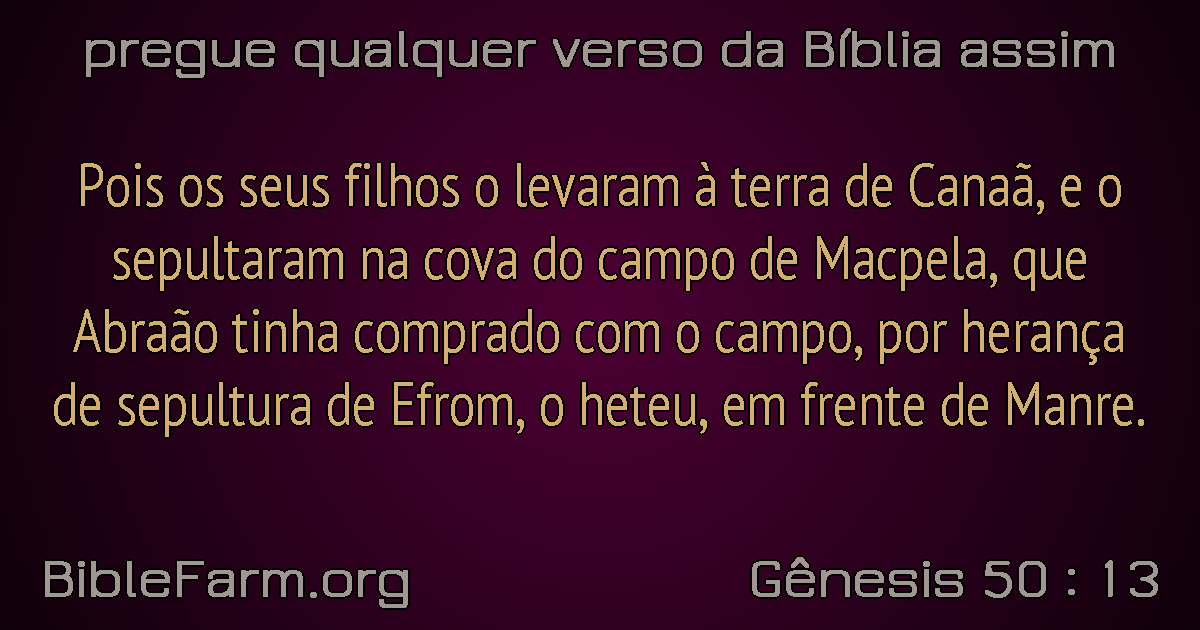 pregue qualquer verso da Bíblia assim
Pois os seus filhos o levaram à terra de Canaã, e o
sepultaram na cova do campo de Macpela, que
Abraão tinha comprado com o campo, por herança
de sepultura de Efrom, o heteu, em frente de Manre.
BibleFarm.org
Gênesis 50 : 13